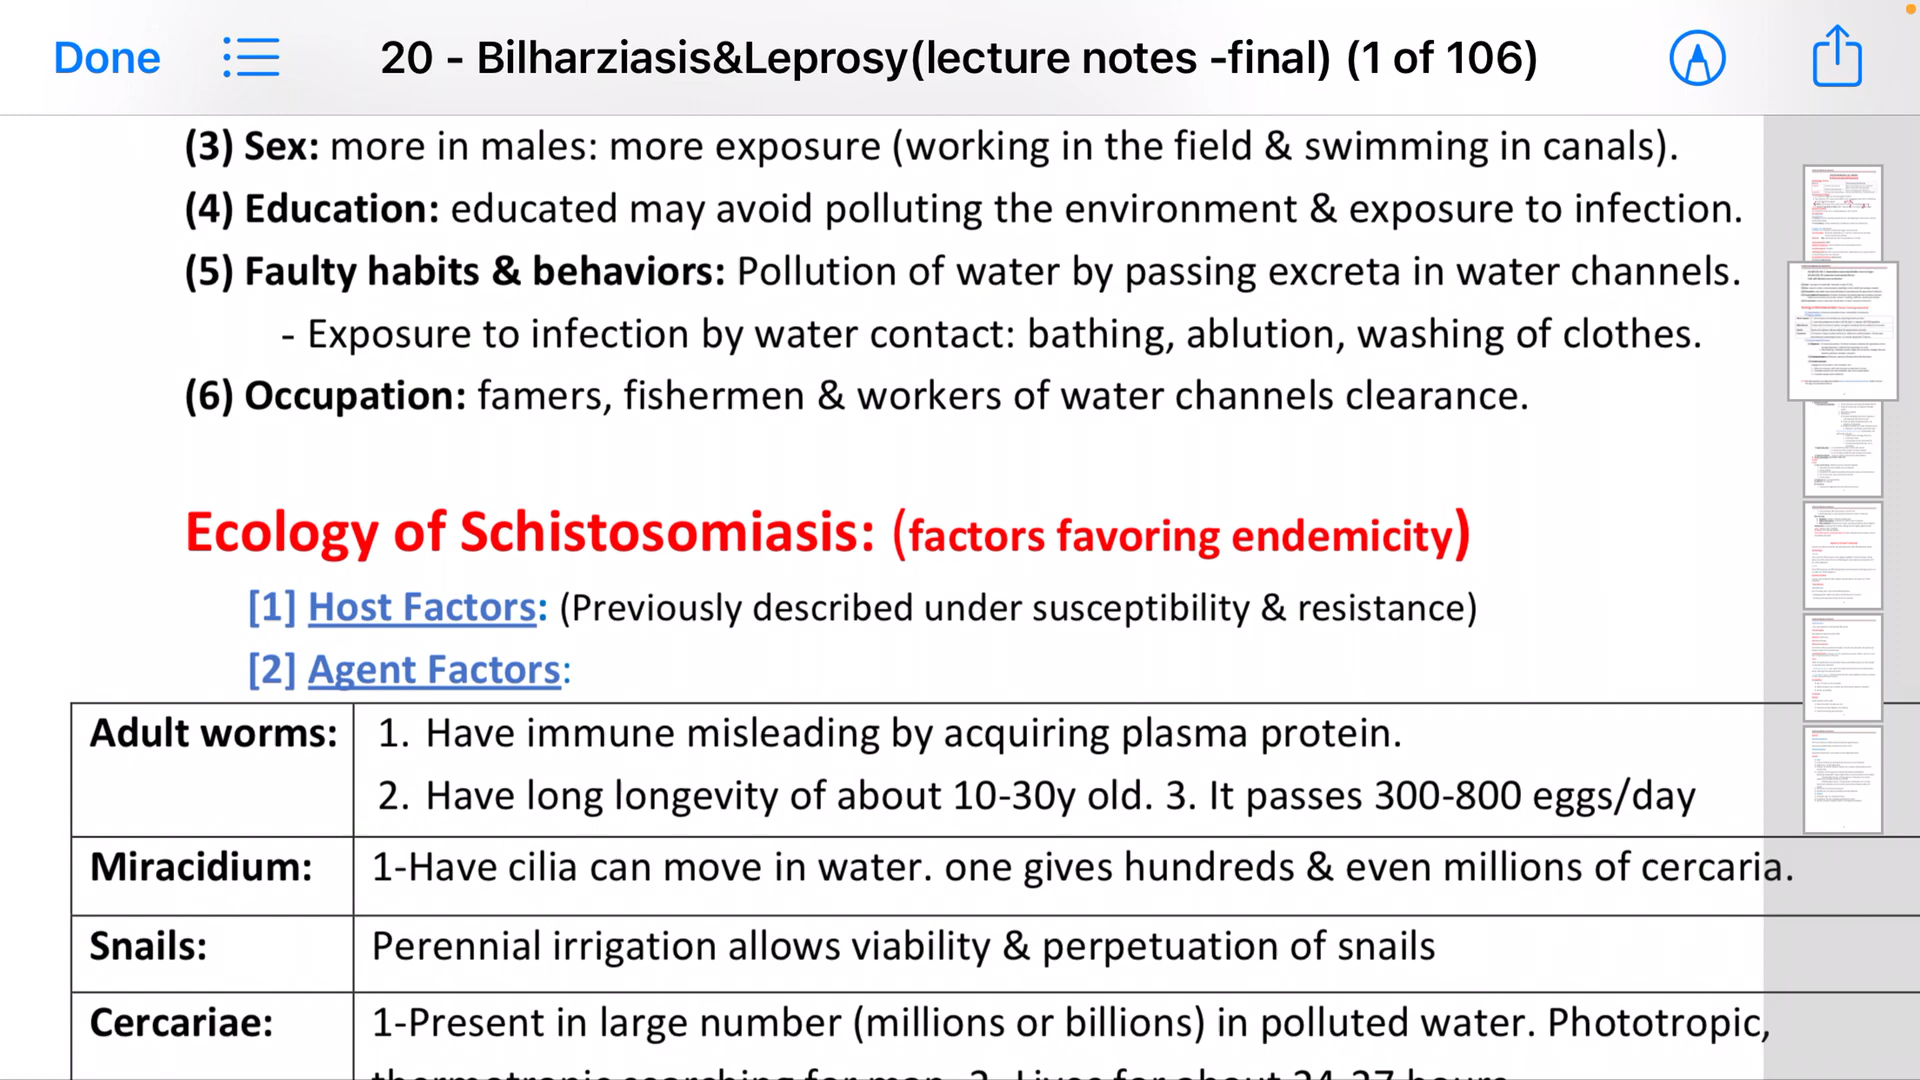 Done
20 - Bilharziasis&Leprosy(lecture notes -final) (1 of 106)
(3) Sex: more in males: more exposure (working in the field & swimming in canals).
(4) Education: educated may avoid polluting the environment & exposure to infection.
(5) Faulty habits & behaviors: Pollution of water by passing excreta in water channels.
- Exposure to infection by water contact: bathing, ablution, washing of clothes.
(6) Occupation: famers, fishermen & workers of water channels clearance.
Ecology of Schistosomiasis: (factors favoring endemicity)
[1] Host Factors: (Previously described under susceptibility & resistance)
[2] Agent Factors:
Adult worms: 1. Have immune misleading by acquiring plasma protein.
2. Have long longevity of about 10-30y old. 3. It passes 300-800 eggs/day
Miracidium: 1-Have cilia can move in water. one gives hundreds & even millions of cercaria.
Snails: Perennial irrigation allows viability & perpetuation of snails
Cercariae: 1-Present in large number (millions or billions) in polluted water. Phototropic,